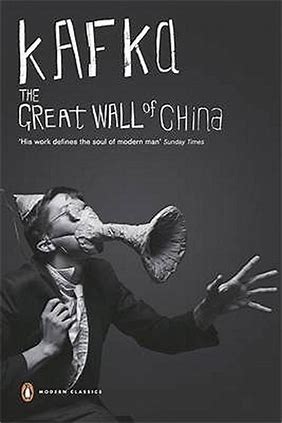 KAFKa
THE
GREAT WALL of CHINA
'His work defines the soul of modern man' Sunday Times
MODERN CLASSICS